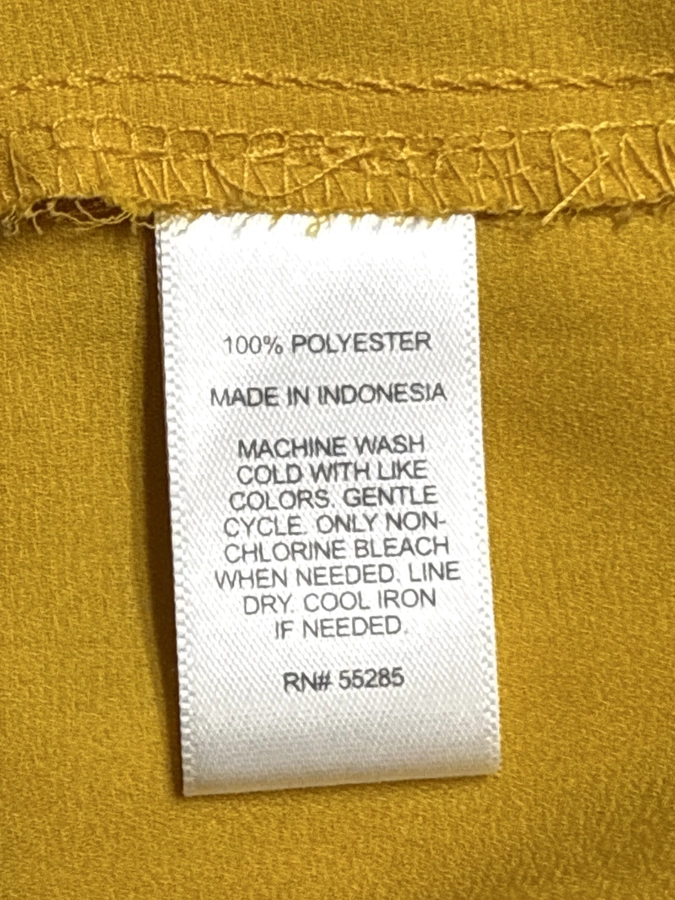 100% POLYESTER
MADE IN INDONESIA
MACHINE WASH
COLD WITH LIKE
COLORS. GENTLE
CYCLE. ONLY NON-
CHLORINE BLEACH
WHEN NEEDED. LINE
DRY. COOL IRON
IF NEEDED.
RN# 55285